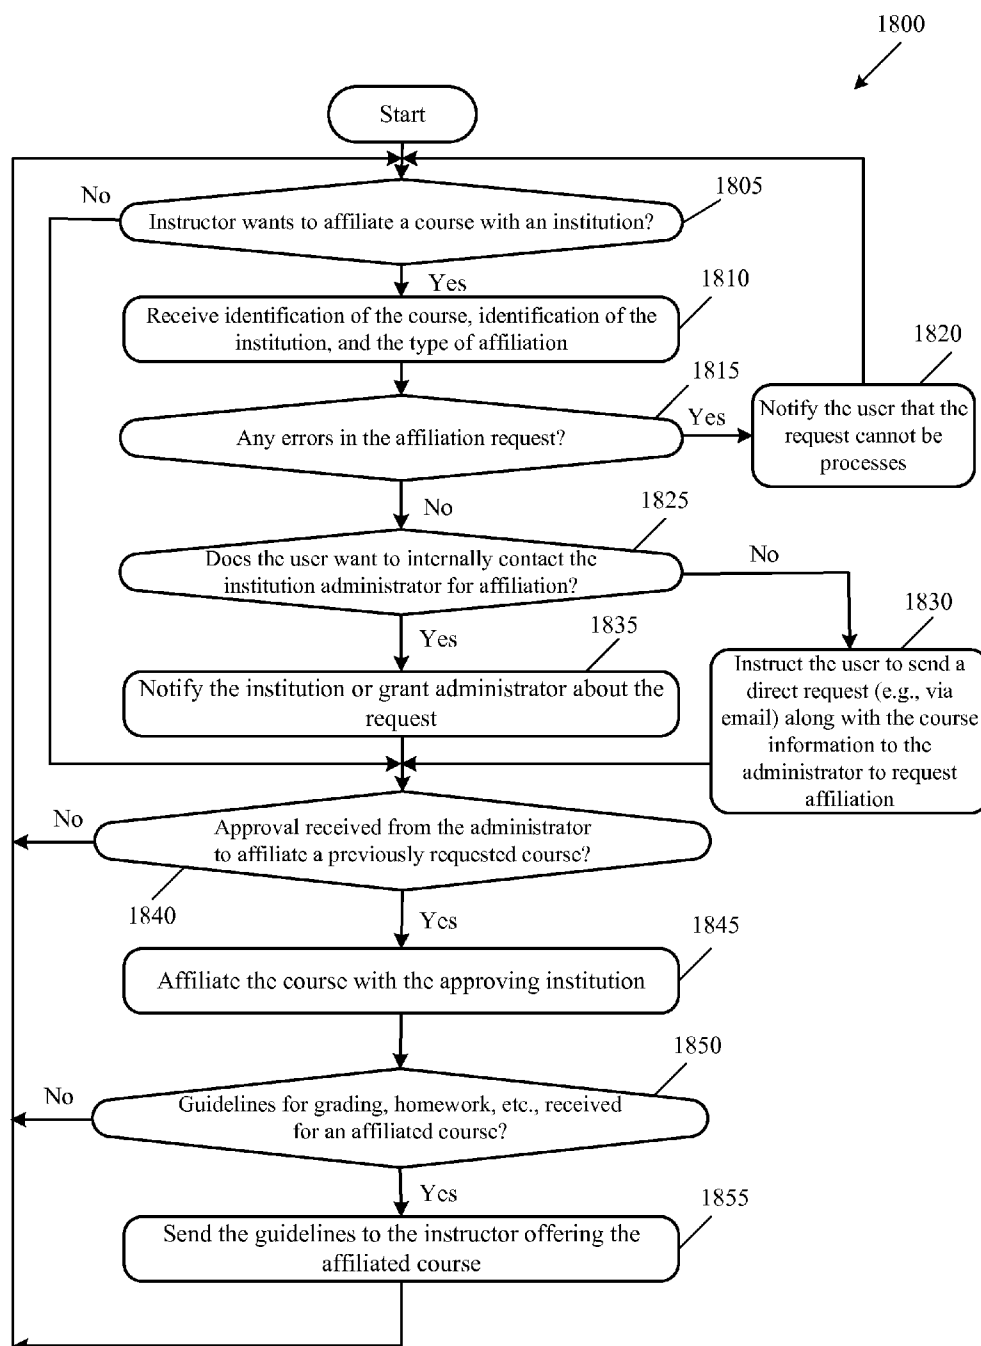 1800
Start
No
1805
Instructor wants to affiliate a course with an institution?
Yes
1810
Receive identification of the course, identification of the
institution, and the type of affiliation
1820
1815
Notify the user that the
request cannot be
processes
Yes
Any errors in the affiliation request?
No
1825
Does the user want to internally contact the
institution administrator for affiliation?
No
Yes
1835
1830
Notify the institution or grant administrator about the
request
Instruct the user to send a
direct request (e.g., via
email) along with the course
information to the
administrator to request
affiliation
No
Approval received from the administrator
to affiliate a previously requested course?
1840
Yes
1845
Affiliate the course with the approving institution
1850
No
Guidelines for grading, homework, etc., received
for an affiliated course?
Yes
1855
Send the guidelines to the instructor offering the
affiliated course